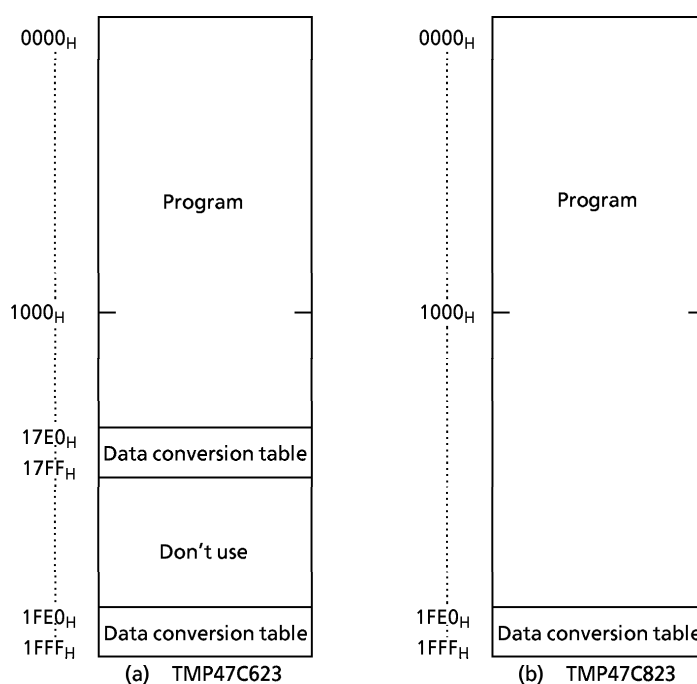 0000H
Program
1000H
17E0H
Data conversion table
17FFH
Don't use
1FE0H
Data conversion table
1FFFH
(a) TMP47C623
0000H
Program
1000H
1FE0H
Data conversion table
1FFFH
(b) TMP47C823